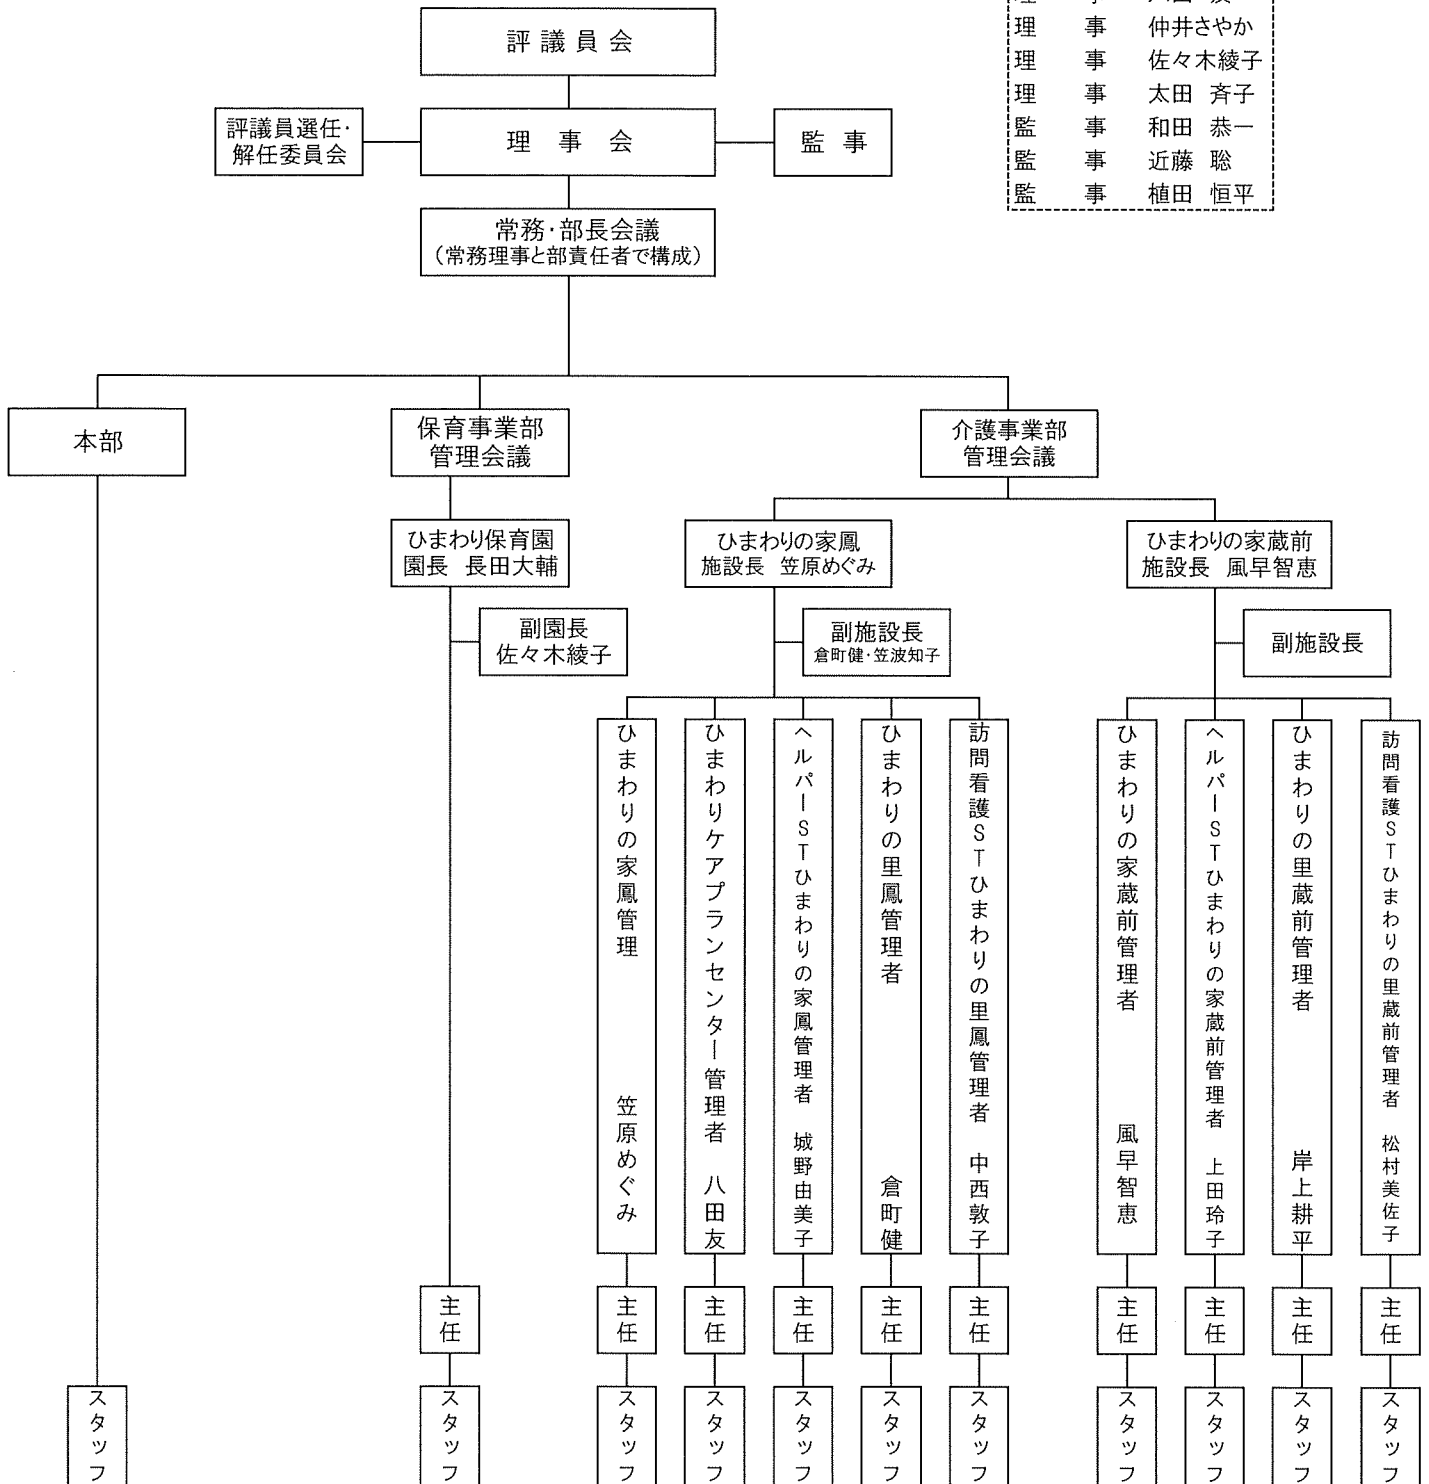 評議員会
理　　事　　仲井さやか
理　　事　　佐々木綾子
理　　事　　太田　斉子
監　　事　　和田　恭一
監　　事　　近藤　聡
監　　事　　植田　恒平
評議員選任・
解任委員会
理　事　会
監　事
常務・部長会議
（常務理事と部責任者で構成）
本部
保育事業部
管理会議
介護事業部
管理会議
ひまわり保育園
園長　長田大輔
ひまわりの家鳳
施設長　笠原めぐみ
ひまわりの家蔵前
施設長　風早智恵
副園長
佐々木綾子
副施設長
倉町健・笠波知子
副施設長
ひまわりの家鳳管理　笠原めぐみ
ひまわりケアプランセンター管理者　八田友
ヘルパーSTひまわりの家鳳管理者　城野由美子
ひまわりの里鳳管理者　倉町健
訪問看護STひまわりの里鳳管理者　中西敦子
ひまわりの家蔵前管理者　風早智恵
ヘルパーSTひまわりの家蔵前管理者　上田玲子
ひまわりの里蔵前管理者　岸上耕平
訪問看護STひまわりの里蔵前管理者　松村美佐子
主任
主任
主任
主任
主任
主任
主任
主任
主任
主任
スタッフ
スタッフ
スタッフ
スタッフ
スタッフ
スタッフ
スタッフ
スタッフ
スタッフ
スタッフ
スタッフ